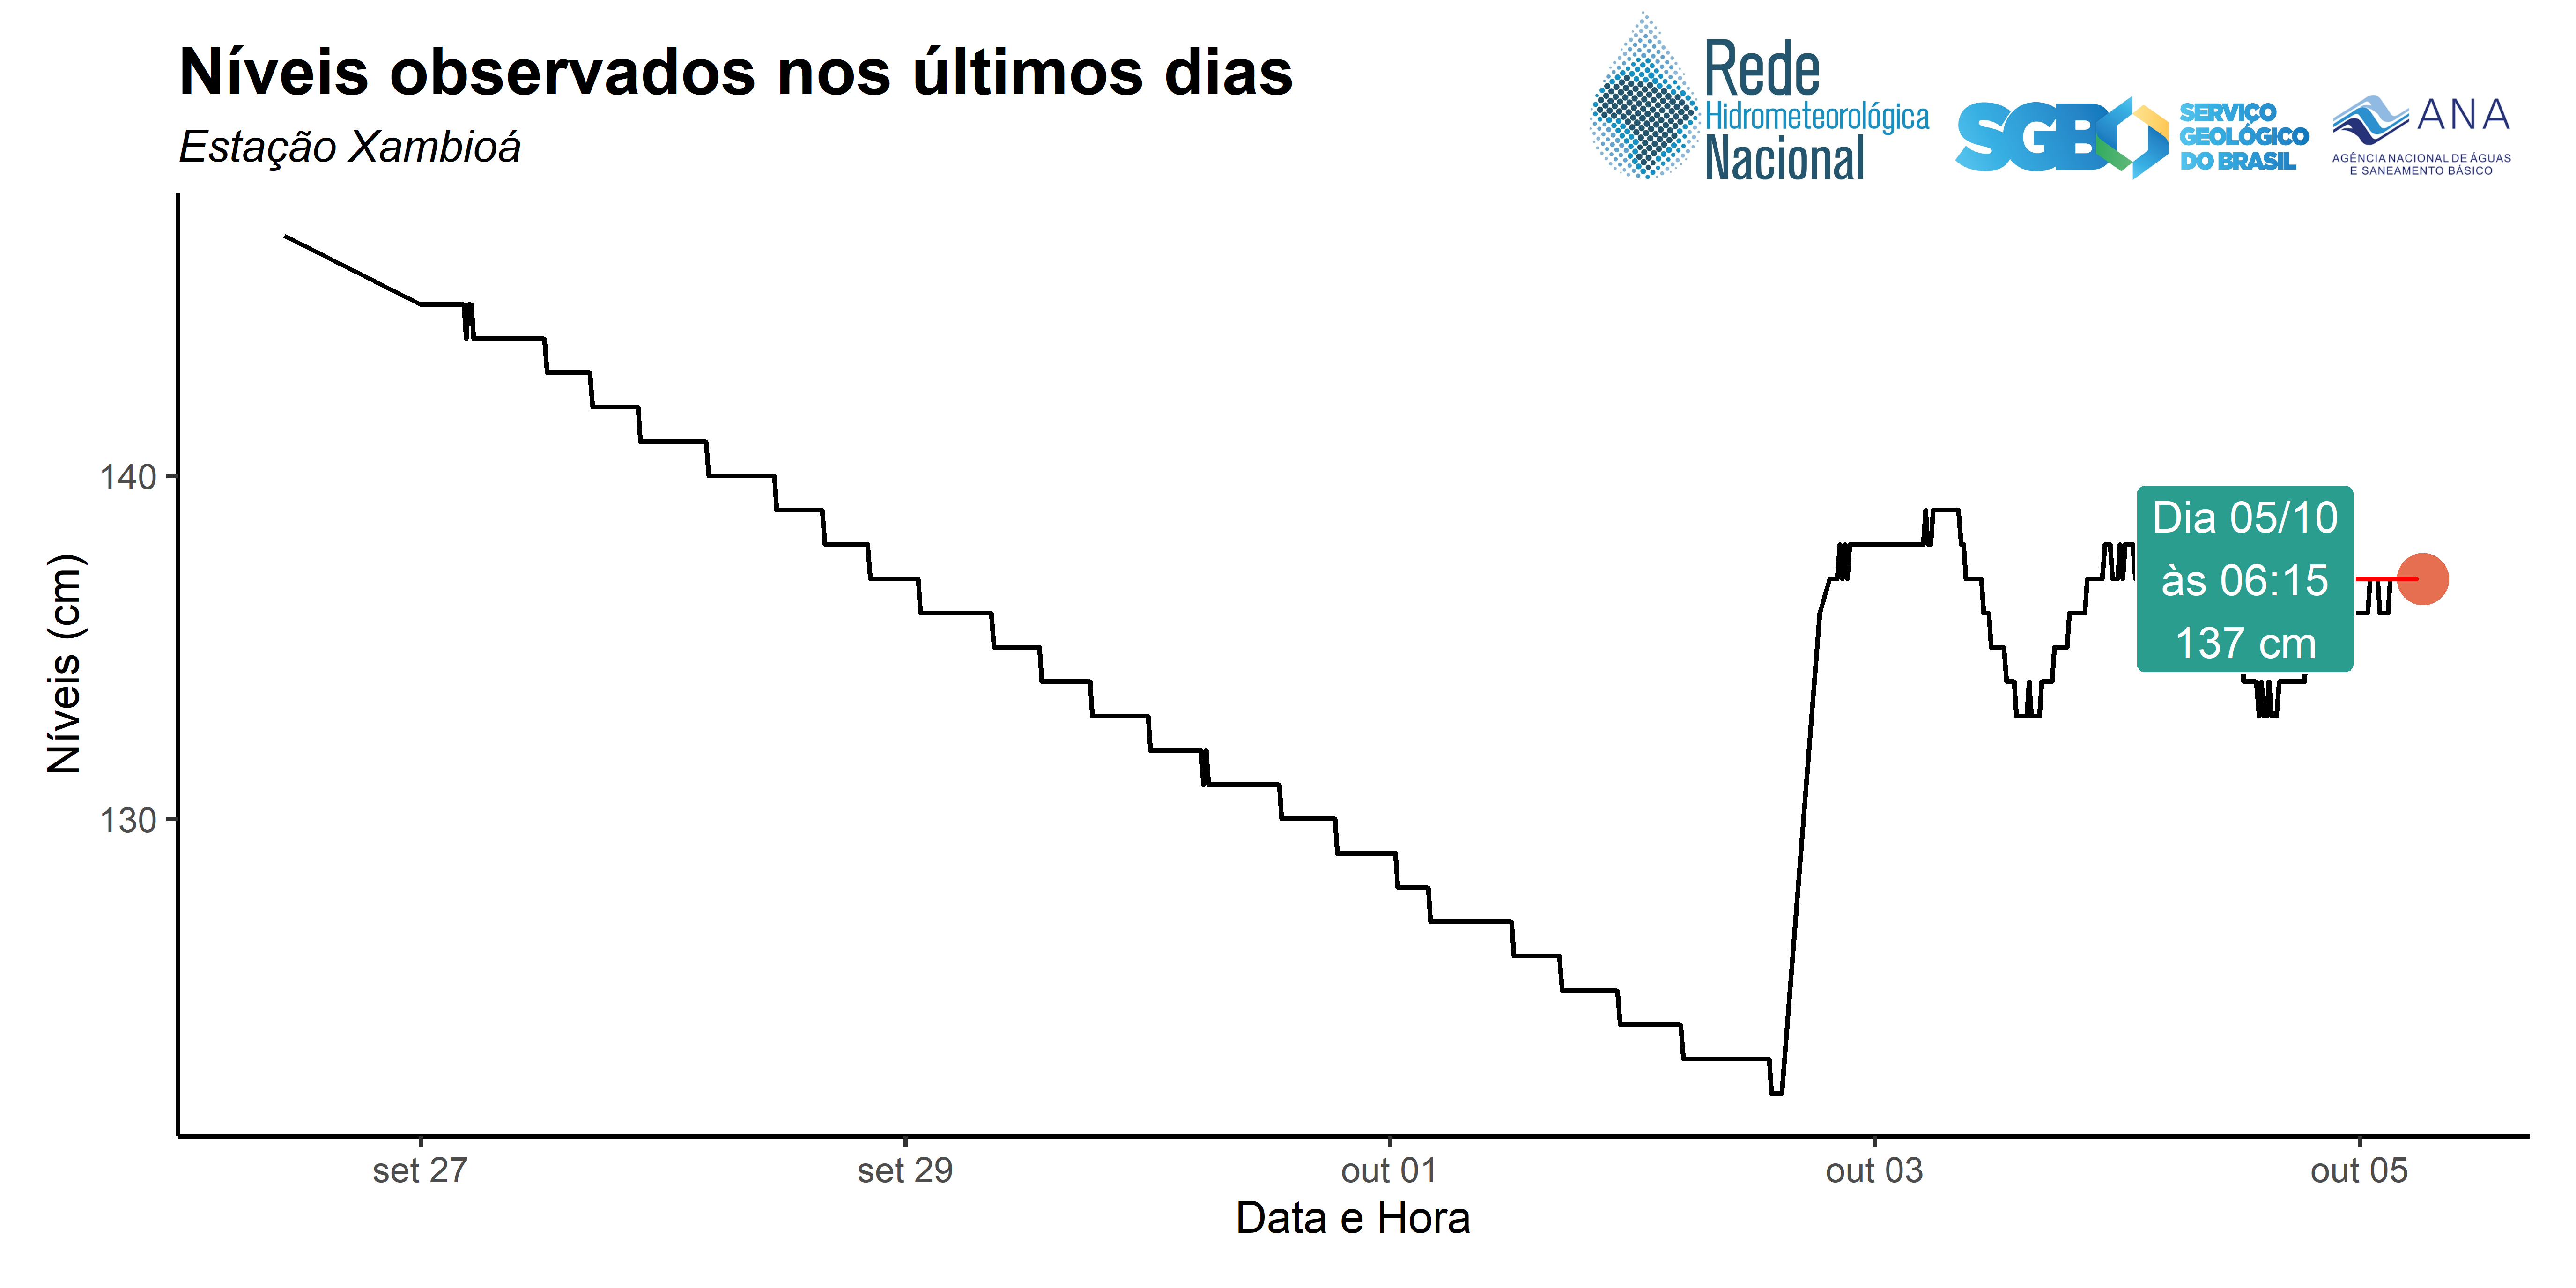 Níveis observados nos últimos dias
Estação Xambioá
Rede
Hidrometeorológica
Nacional
SGB
SERVIÇO
GEOLÓGICO
DO BRASIL
ANA
AGÊNCIA NACIONAL DE ÁGUAS
E SANEAMENTO BÁSICO
Níveis (cm)
140
130
Dia 05/10
às 06:15
137 cm
set 27
set 29
out 01
out 03
out 05
Data e Hora